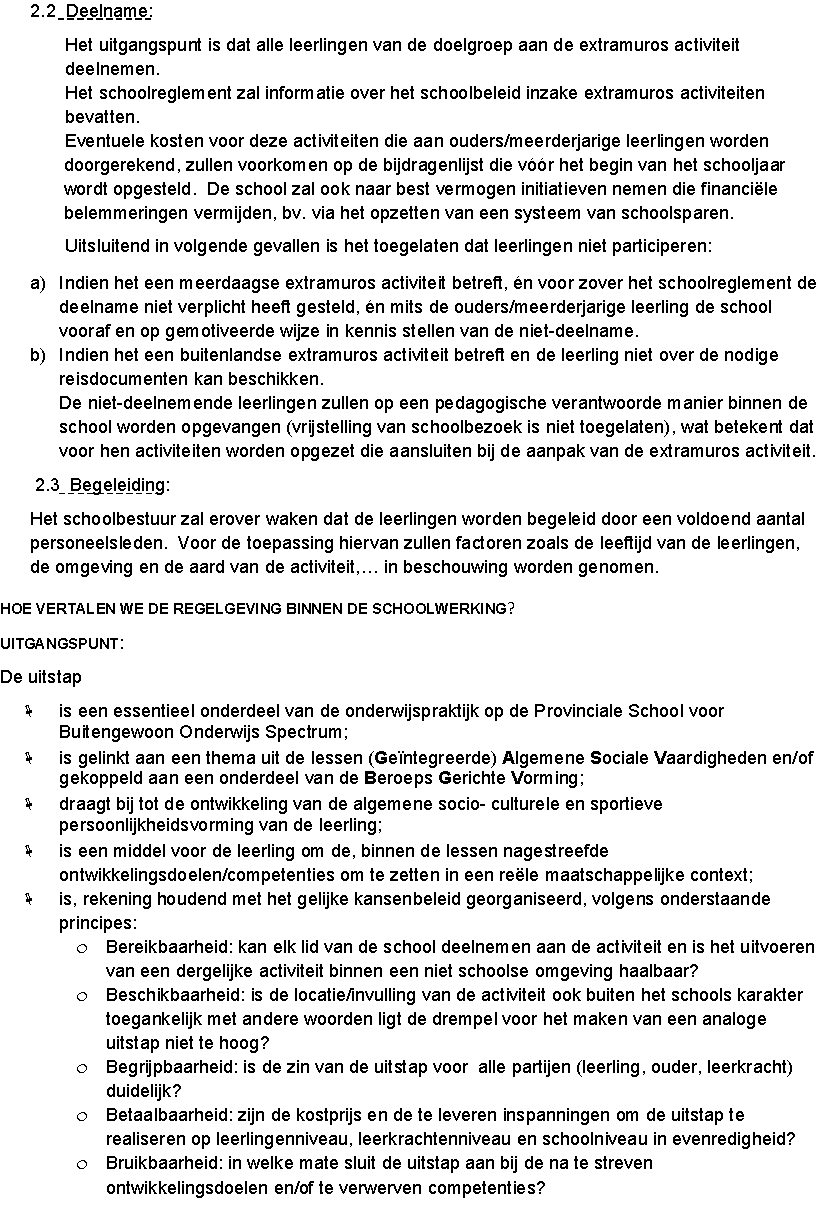 2.2 Deelname:
Het uitgangspunt is dat alle leerlingen van de doelgroep aan de extramuros activiteit
deelnemen.
Het schoolreglement zal informatie over het schoolbeleid inzake extramuros activiteiten
bevatten.
Eventuele kosten voor deze activiteiten die aan ouders/meerderjarige leerlingen worden
doorgerekend, zullen voorkomen op de bijdragenlijst die vóór het begin van het schooljaar
wordt opgesteld. De school zal ook naar best vermogen initiatieven nemen die financiële
belemmeringen vermijden, bv. via het opzetten van een systeem van schoolsparen.
Uitsluitend in volgende gevallen is het toegelaten dat leerlingen niet participeren:
a) Indien het een meerdaagse extramuros activiteit betreft, én voor zover het schoolreglement de
deelname niet verplicht heeft gesteld, én mits de ouders/meerderjarige leerling de school
vooraf en op gemotiveerde wijze in kennis stellen van de niet-deelname.
b) Indien het een buitenlandse extramuros activiteit betreft en de leerling niet over de nodige
reisdocumenten kan beschikken.
De niet-deelnemende leerlingen zullen op een pedagogische verantwoorde manier binnen de
school worden opgevangen (vrijstelling van schoolbezoek is niet toegelaten), wat betekent dat
voor hen activiteiten worden opgezet die aansluiten bij de aanpak van de extramuros activiteit.
2.3 Begeleiding:
Het schoolbestuur zal erover waken dat de leerlingen worden begeleid door een voldoend aantal
personeelsleden. Voor de toepassing hiervan zullen factoren zoals de leeftijd van de leerlingen,
de omgeving en de aard van de activiteit,… in beschouwing worden genomen.
HOE VERTALEN WE DE REGELGEVING BINNEN DE SCHOOLWERKING?
UITGANGSPUNT:
De uitstap
is een essentieel onderdeel van de onderwijspraktijk op de Provinciale School voor
Buitengewoon Onderwijs Spectrum;
is gelinkt aan een thema uit de lessen (Geïntegreerde) Algemene Sociale Vaardigheden en/of
gekoppeld aan een onderdeel van de Beroeps Gerichte Vorming;
draagt bij tot de ontwikkeling van de algemene socio- culturele en sportieve
persoonlijkheidsvorming van de leerling;
is een middel voor de leerling om de, binnen de lessen nagestreefde
ontwikkelingsdoelen/competenties om te zetten in een reële maatschappelijke context;
is, rekening houdend met het gelijke kansenbeleid georganiseerd, volgens onderstaande
principes:
o Bereikbaarheid: kan elk lid van de school deelnemen aan de activiteit en is het uitvoeren
van een dergelijke activiteit binnen een niet schoolse omgeving haalbaar?
o Beschikbaarheid: is de locatie/invulling van de activiteit ook buiten het schools karakter
toegankelijk met andere woorden ligt de drempel voor het maken van een analoge
uitstap niet te hoog?
o Begrijpbaarheid: is de zin van de uitstap voor alle partijen (leerling, ouder, leerkracht)
duidelijk?
o Betaalbaarheid: zijn de kostprijs en de te leveren inspanningen om de uitstap te
realiseren op leerlingenniveau, leerkrachtenniveau en schoolniveau in evenredigheid?
o Bruikbaarheid: in welke mate sluit de uitstap aan bij de na te streven
ontwikkelingsdoelen en/of te verwerven competenties?